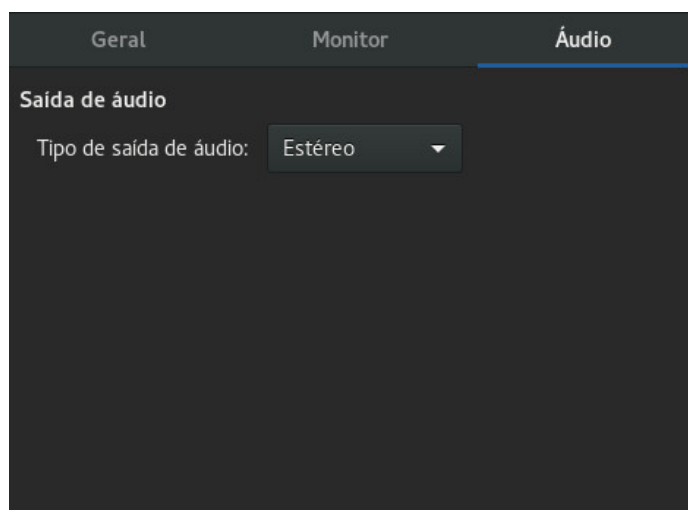 Geral Monitor Áudio
Saída de áudio
Tipo de saída de áudio: Estéreo